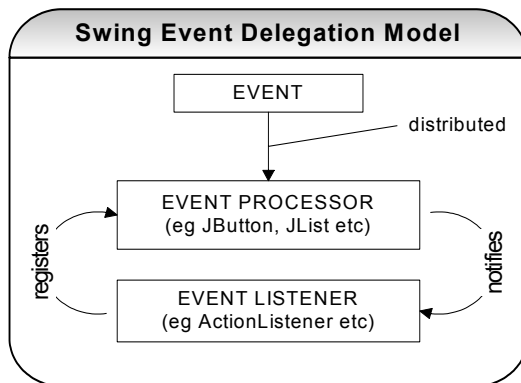 Swing Event Delegation Model
EVENT
distributed
EVENT PROCESSOR
(eg JButton, JList etc)
registers
notifies
EVENT LISTENER
(eg ActionListener etc)